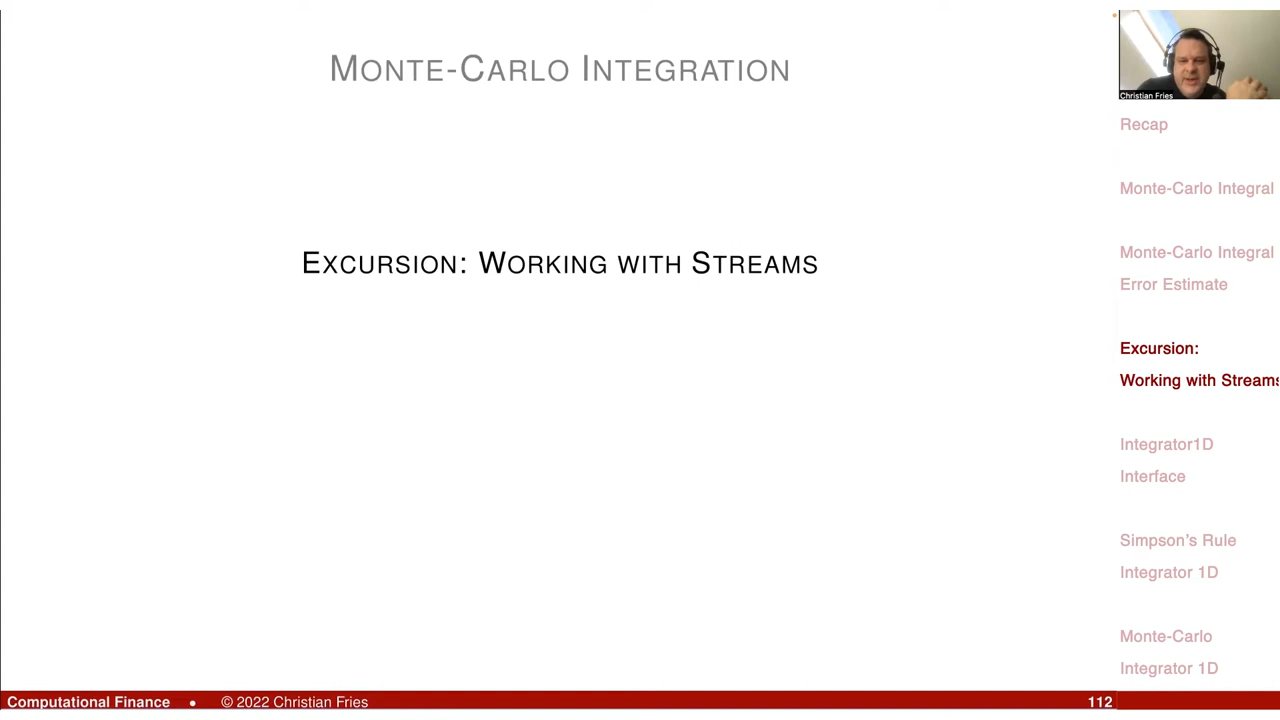 MONTE-CARLO INTEGRATION
EXCURSION: WORKING WITH STREAMS
Christian Fries
Recap
Monte-Carlo Integral
Monte-Carlo Integral
Error Estimate
Excursion:
Working with Streams
Integrator1D
Interface
Simpson's Rule
Integrator 1D
Monte-Carlo
Integrator 1D
Computational Finance • © 2022 Christian Fries 112